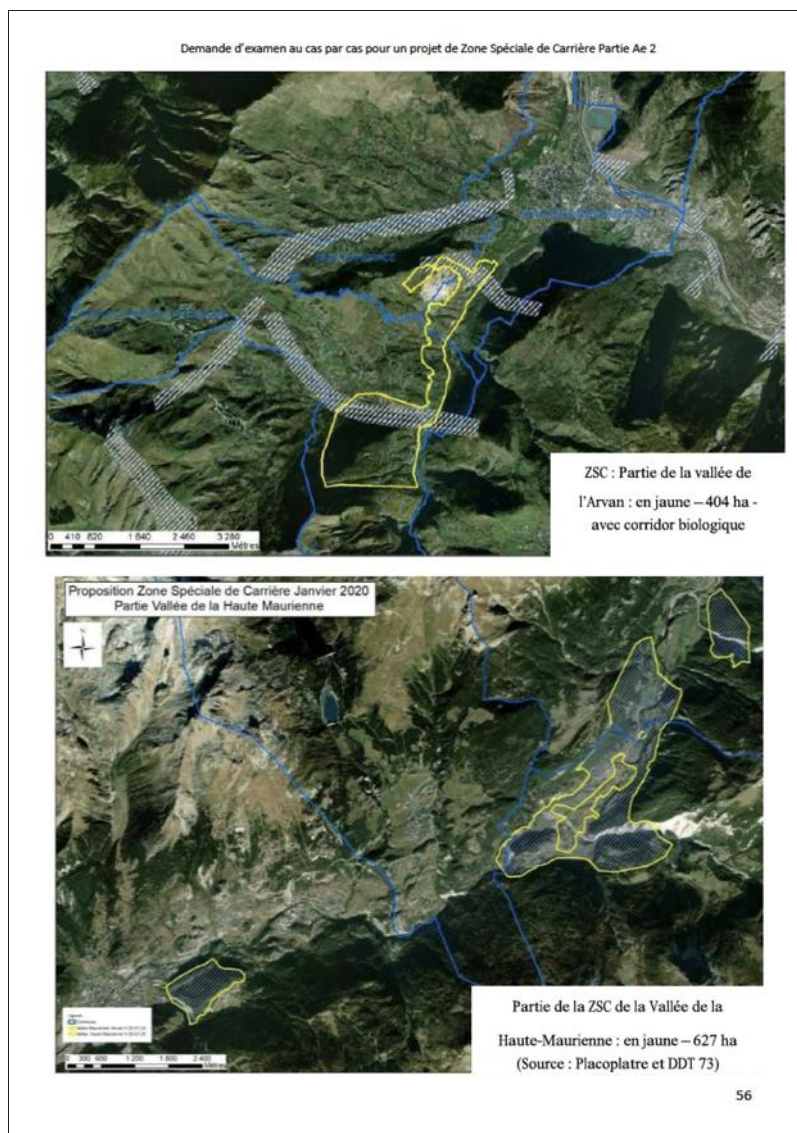 Demande d'examen au cas par cas pour un projet de Zone Spéciale de Carrière Partie Ae 2
ZSC : Partie de la vallée de
l'Arvan : en jaune – 404 ha -
avec corridor biologique
0 410 820 1 640 2 460 3 280
Mètres
Proposition Zone Spéciale de Carrière Janvier 2020
Partie Vallée de la Haute Maurienne
Communes
0 300 600 1 200 1 800 2 400
Mètres
Partie de la ZSC de la Vallée de la
Haute-Maurienne : en jaune – 627 ha
(Source : Placoplatre et DDT 73)
56